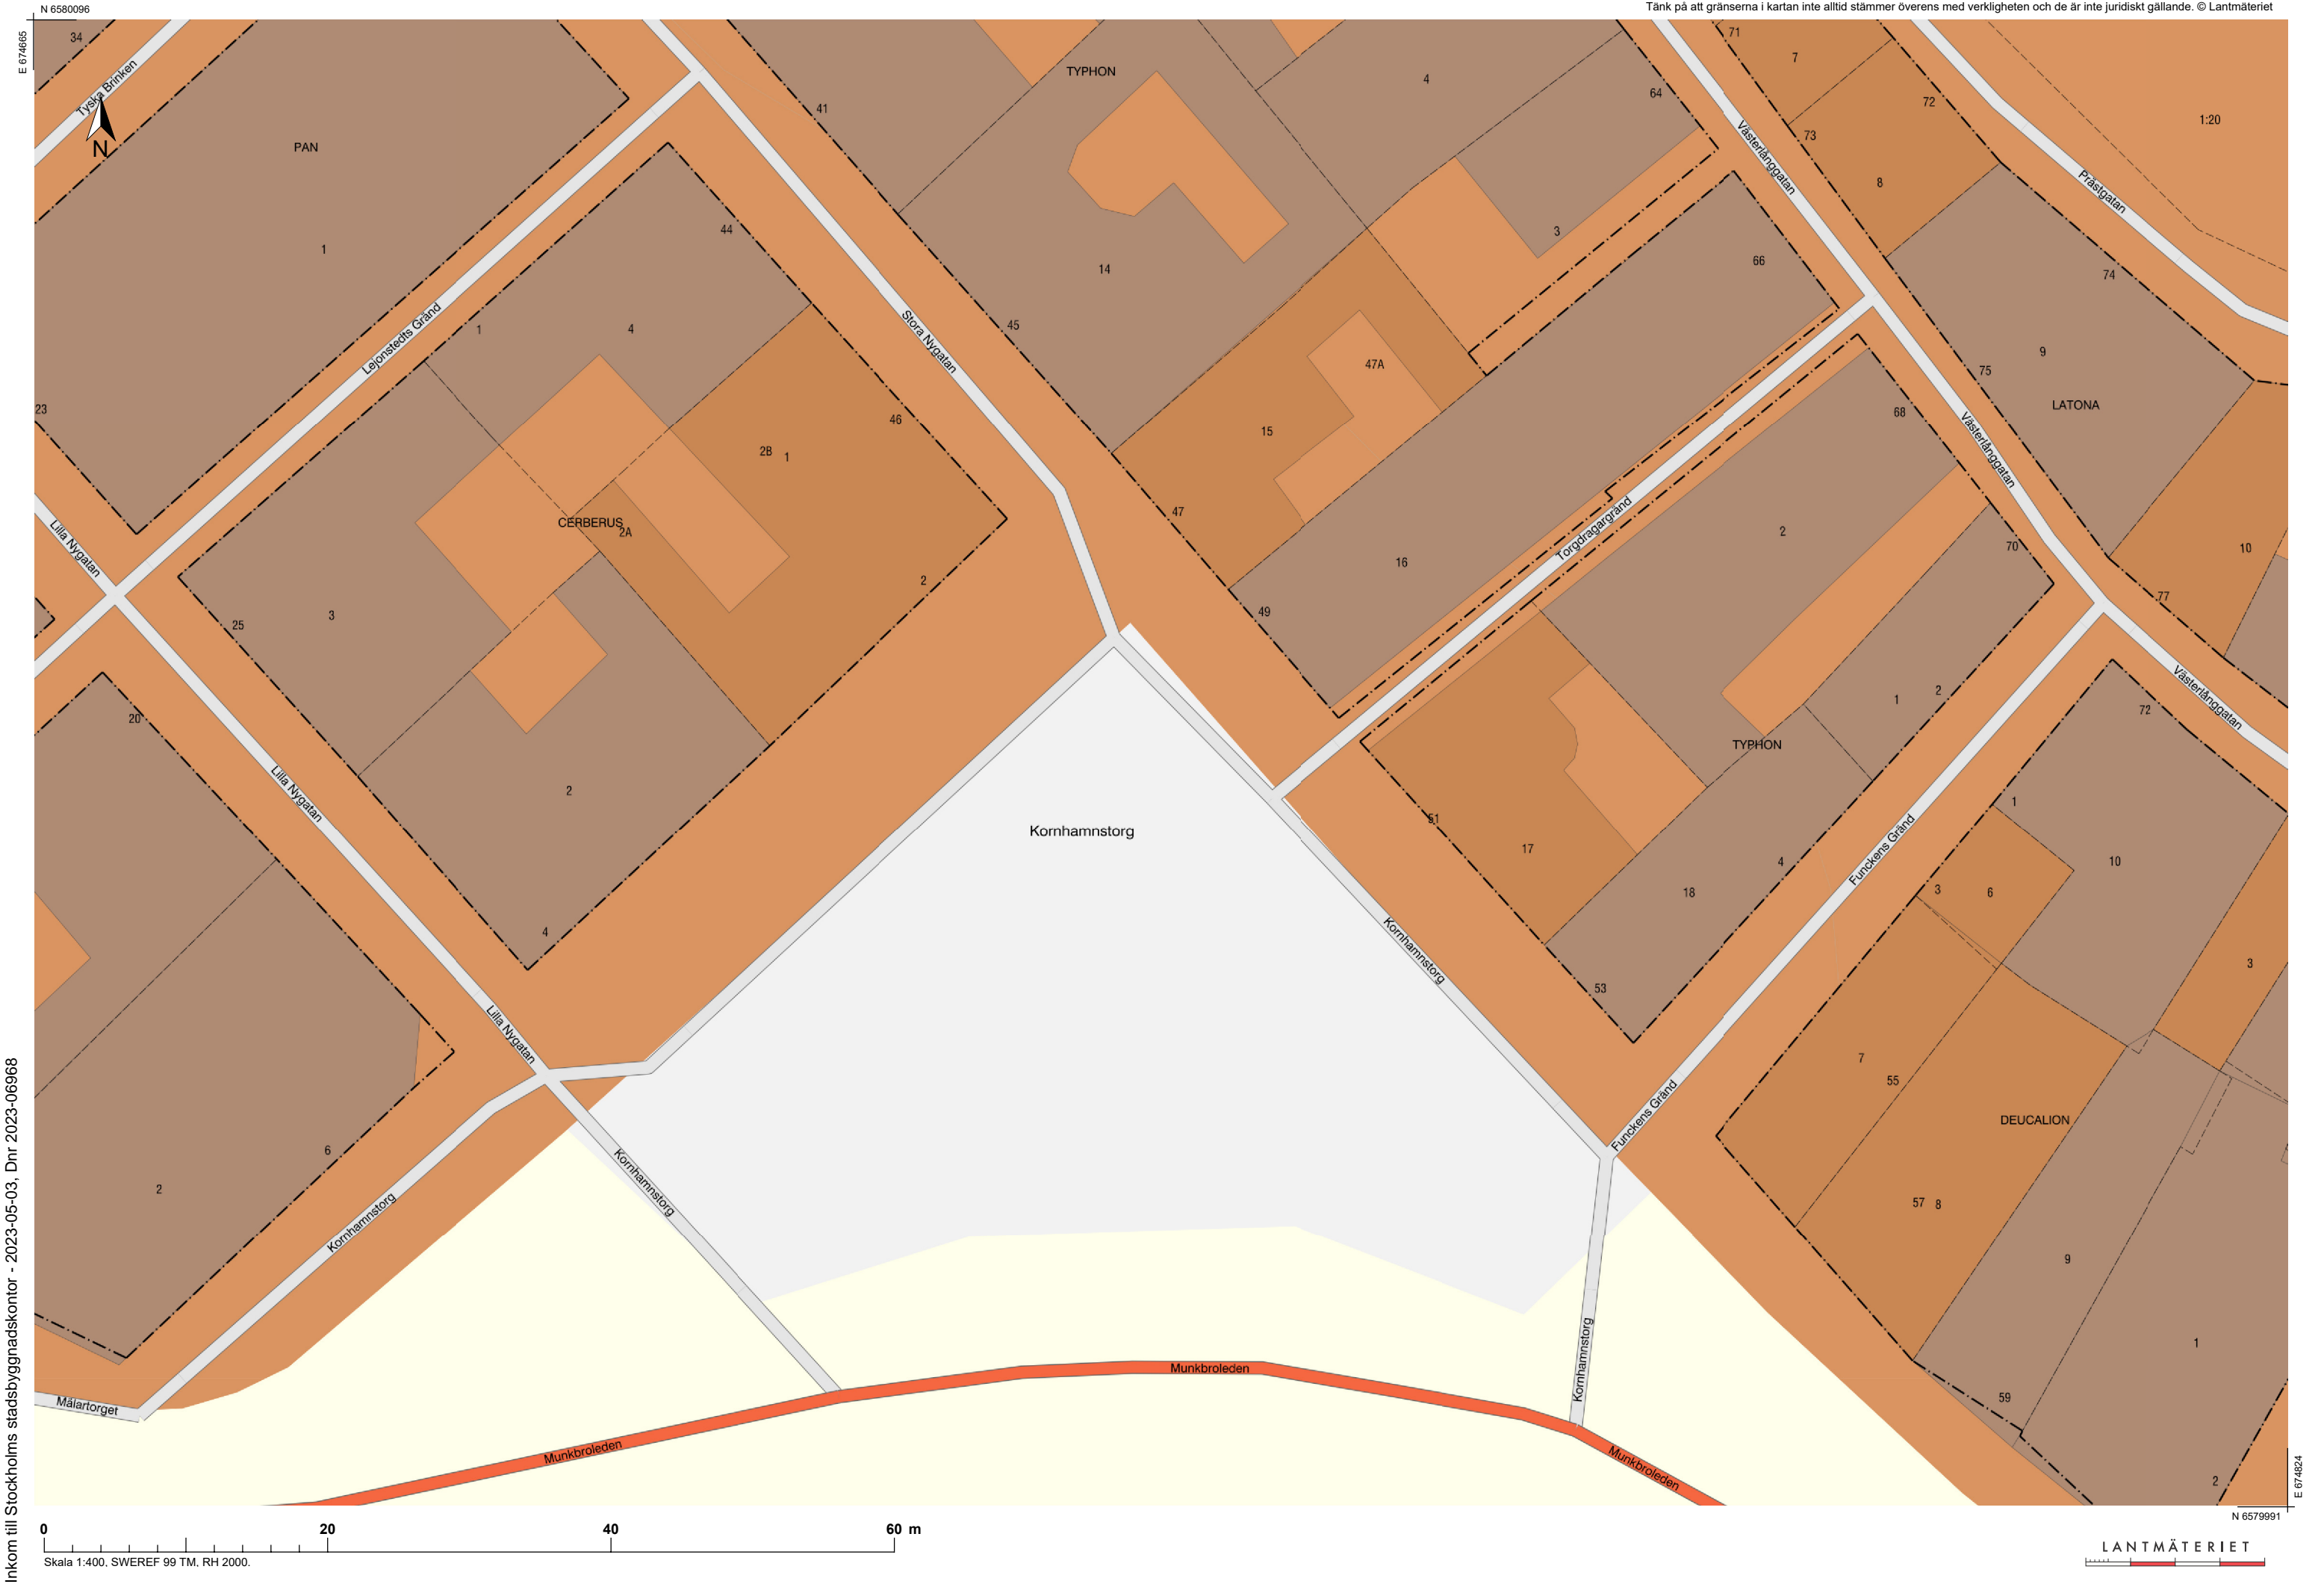 N 6580096
Tänk på att gränserna i kartan inte alltid stämmer överens med verkligheten och de är inte juridiskt gällande. © Lantmäteriet
E 674665
34
Tyska Brinken
N
PAN
1
23
Lejonstedts Gränd
TYPHON
41
4
64
71
7
72
73
8
1:20
Västerlånggatan
Prästgatan
44
14
3
66
74
1
4
45
Stora Nygatan
47A
9
75
LATONA
68
Västerlånggatan
46
15
2B
1
CERBERUS
2A
47
Torgdragargränd
2
70
10
Lilla Nygatan
16
2
77
3
25
49
1
2
Västerlånggatan
20
TYPHON
72
Lilla Nygatan
2
Kornhamnstorg
51
17
4
18
Funckens Gränd
1
10
3
6
4
Kornhamnstorg
53
3
Lilla Nygatan
7
55
Funckens Gränd
DEUCALION
6
2
Kornhamnstorg
Kornhamnstorg
57
8
9
1
Kornhamnstorg
Munkbroleden
59
Mälartorget
Munkbroleden
Munkbroleden
2
E 674824
N 6579991
Inkom till Stockholms stadsbyggnadskontor - 2023-05-03, Dnr 2023-06968
0 20 40 60 m
Skala 1:400, SWEREF 99 TM, RH 2000.
LANTMÄTERIET